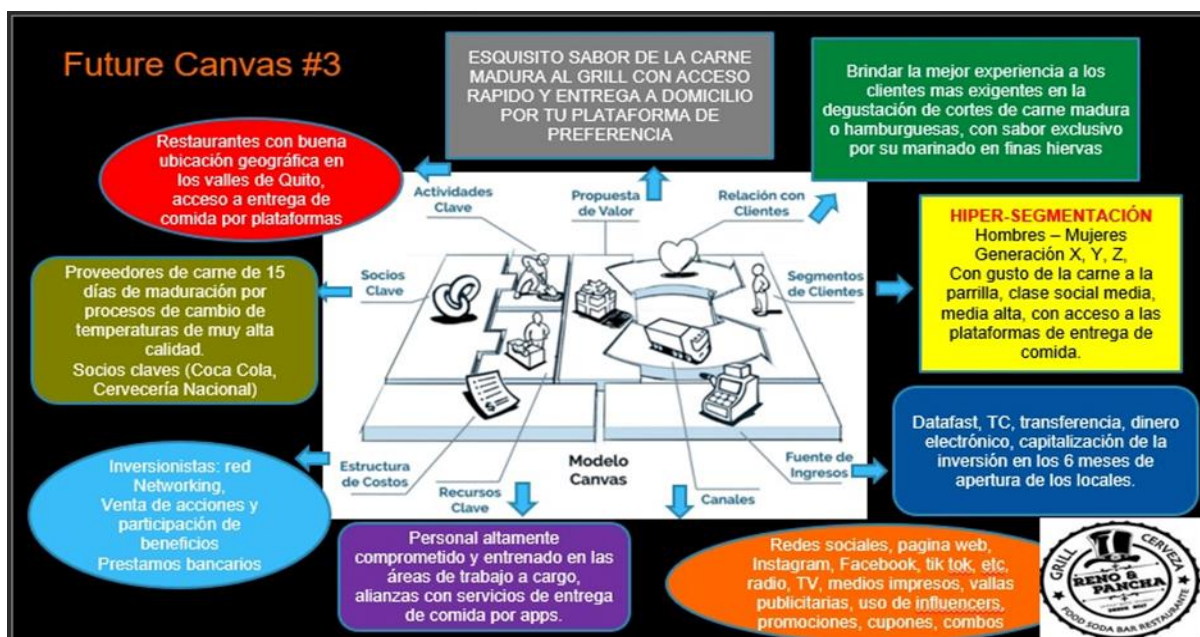 Future Canvas #3
ESQUISITO SABOR DE LA CARNE
MADURA AL GRILL CON ACCESO
RAPIDO Y ENTREGA A DOMICILIO
POR TU PLATAFORMA DE
PREFERENCIA
Brindar la mejor experiencia a los
clientes mas exigentes en la
degustación de cortes de carne madura
o hamburguesas, con sabor exclusivo
por su marinado en finas hiervas
Restaurantes con buena
ubicación geográfica en
los valles de Quito,
acceso a entrega de
comida por plataformas
Actividades
Clave
Propuesta
de Valor
Relación con
Clientes
HIPER-SEGMENTACIÓN
Hombres – Mujeres
Generación X, Y, Z,
Con gusto de la carne a la
parrilla, clase social media,
media alta, con acceso a las
plataformas de entrega de
comida.
Proveedores de carne de 15
días de maduración por
procesos de cambio de
temperaturas de muy alta
calidad.
Socios claves (Coca Cola,
Cervecería Nacional)
Socios
Clave
Segmentos
de Clientes
Datafast, TC, transferencia, dinero
electrónico, capitalización de la
inversión en los 6 meses de
apertura de los locales.
Inversionistas: red
Networking,
Venta de acciones y
participación de
beneficios
Prestamos bancarios
Estructura
de Costos
Recursos
Clave
Modelo
Canvas
Canales
Fuente de
Ingresos
Personal altamente
comprometido y entrenado en las
áreas de trabajo a cargo,
alianzas con servicios de entrega
de comida por apps.
Redes sociales, pagina web,
Instagram, Facebook, tik tok, etc,
radio, TV, medios impresos, vallas
publicitarias, uso de influencers,
promociones, cupones, combos
GRILL
CERVEZA
RENO &
PANCHA
FOOD SODA BAR RESTAURANTE